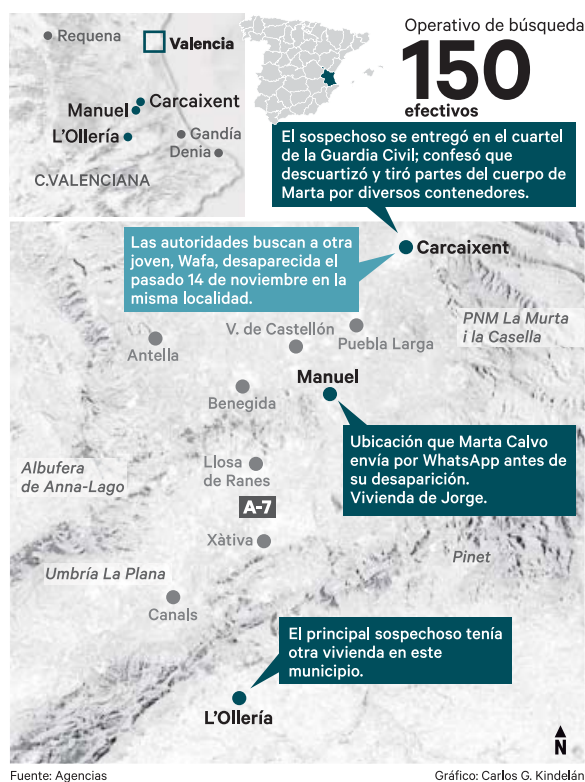 Requena
Valencia
Manuel
Carcaixent
L'Ollería
Gandía
Denia
C.VALENCIANA
Operativo de búsqueda
150
efectivos
El sospechoso se entregó en el cuartel
de la Guardia Civil; confesó que
descuartizó y tiró partes del cuerpo de
Marta por diversos contenedores.
Carcaixent
Las autoridades buscan a otra
joven, Wafa, desaparecida el
pasado 14 de noviembre en la
misma localidad.
PNM La Murta
i la Casella
V. de Castellón
Puebla Larga
Antella
Manuel
Benegida
Ubicación que Marta Calvo
envía por WhatsApp antes de
su desaparición.
Vivienda de Jorge.
Llosa
de Ranes
Albufera
de Anna-Lago
A-7
Xàtiva
Pinet
Umbría La Plana
Canals
El principal sospechoso tenía
otra vivienda en este
municipio.
L'Ollería
N
Fuente: Agencias
Gráfico: Carlos G. Kindelán